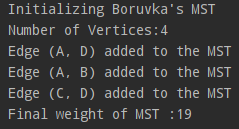 Initializing Boruvka's MST
Number of Vertices:4
Edge (A, D) added to the MST
Edge (A, B) added to the MST
Edge (C, D) added to the MST
Final weight of MST :19